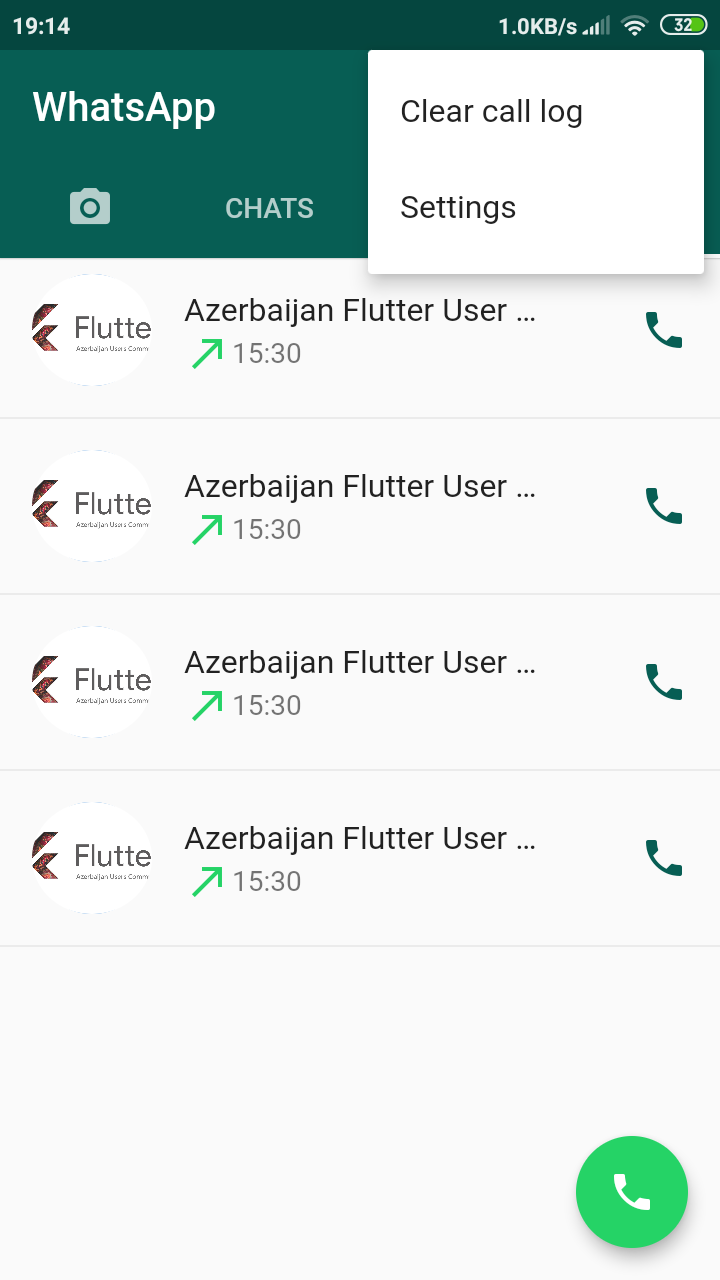 19:14 1.0KB/s 32
WhatsApp
Clear call log
CHATS
Settings
Azerbaijan Flutter User ...
Flutte
Azerbaijan Users Comm
15:30
Azerbaijan Flutter User ...
Flutte
Azerbaijan Users Comm
15:30
Azerbaijan Flutter User ...
Flutte
Azerbaijan Users Comm
15:30
Azerbaijan Flutter User ...
Flutte
Azerbaijan Users Comm
15:30